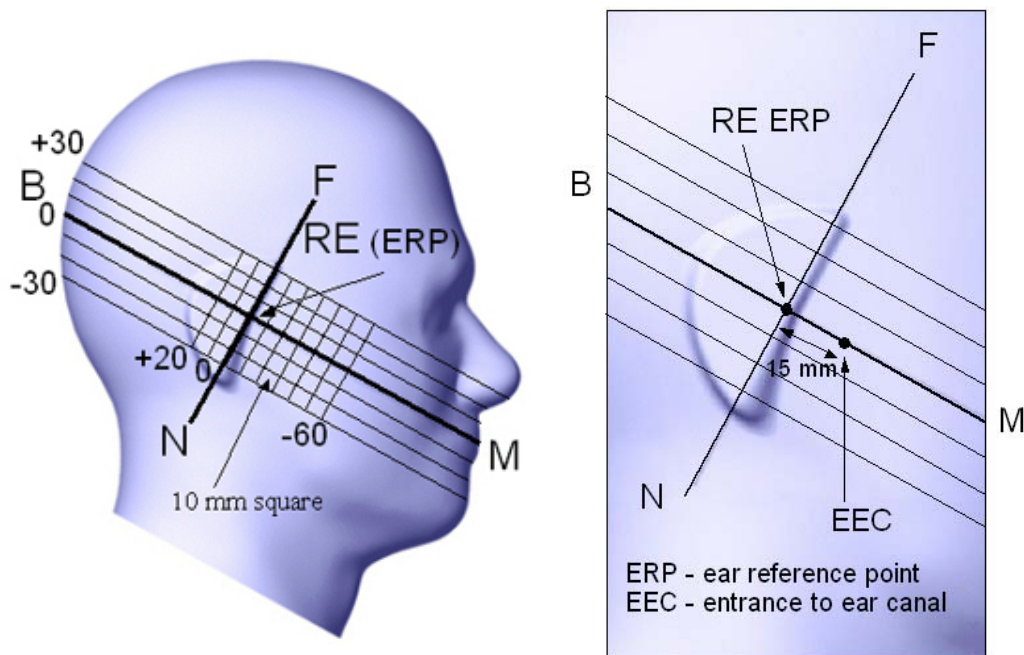 +30
B
0
-30
F
RE (ERP)
+20
0
N
-60
M
10 mm square
F
RE ERP
B
15 mm
M
N
EEC
ERP - ear reference point
EEC - entrance to ear canal